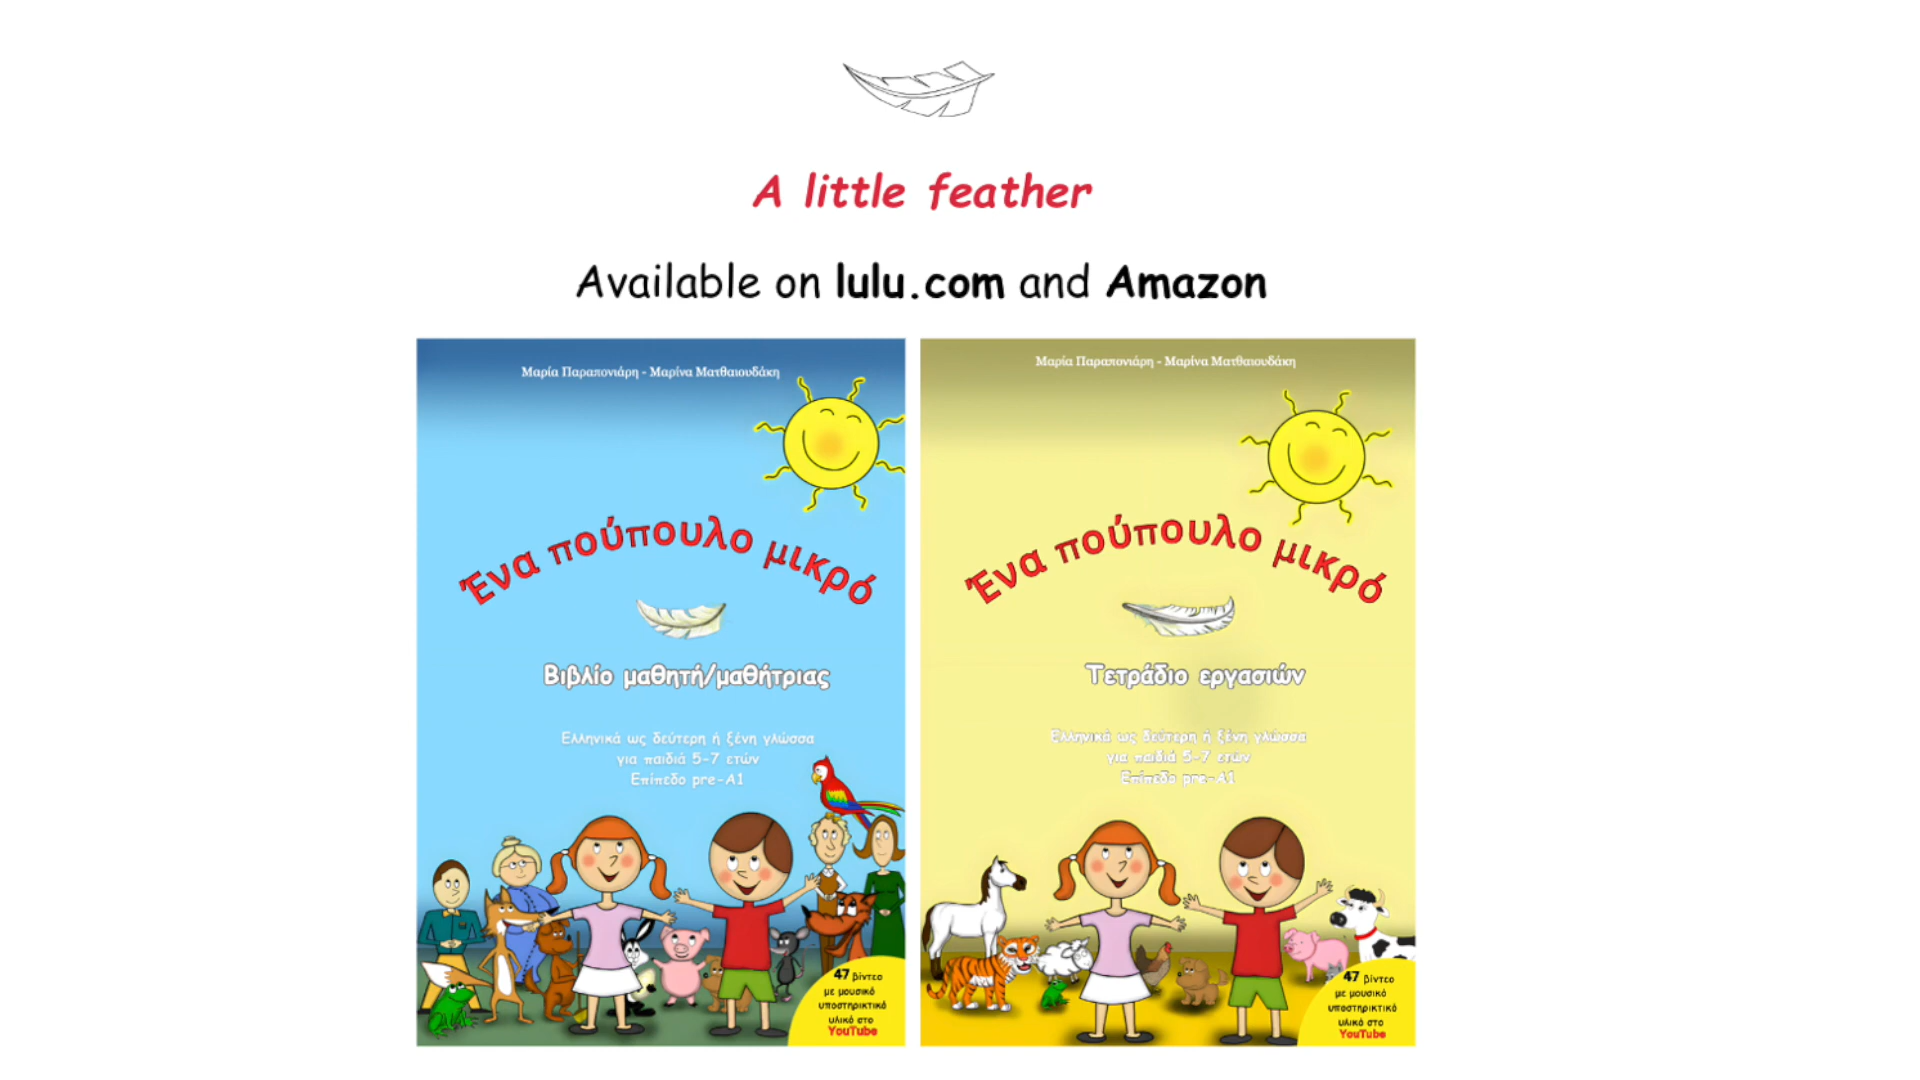 A little feather
Available on lulu.com and Amazon
Μαρία Παραπονιάρη - Μαρίνα Ματθαιουδάκη
Ένα πούπουλο μικρό
Βιβλίο μαθητή/μαθήτριας
Ελληνικά ως δεύτερη ή ξένη γλώσσα
για παιδιά 5-7 ετών
Επίπεδο pre-A1
47 βίντεο
με μουσικό
υποστηρικτικό
υλικό στο
YouTube
Μαρία Παραπονιάρη - Μαρίνα Ματθαιουδάκη
Ένα πούπουλο μικρό
Τετράδιο εργασιών
Ελληνικά ως δεύτερη ή ξένη γλώσσα
για παιδιά 5-7 ετών
Επίπεδο pre-A1
47 βίντεο
με μουσικό
υποστηρικτικό
υλικό στο
YouTube